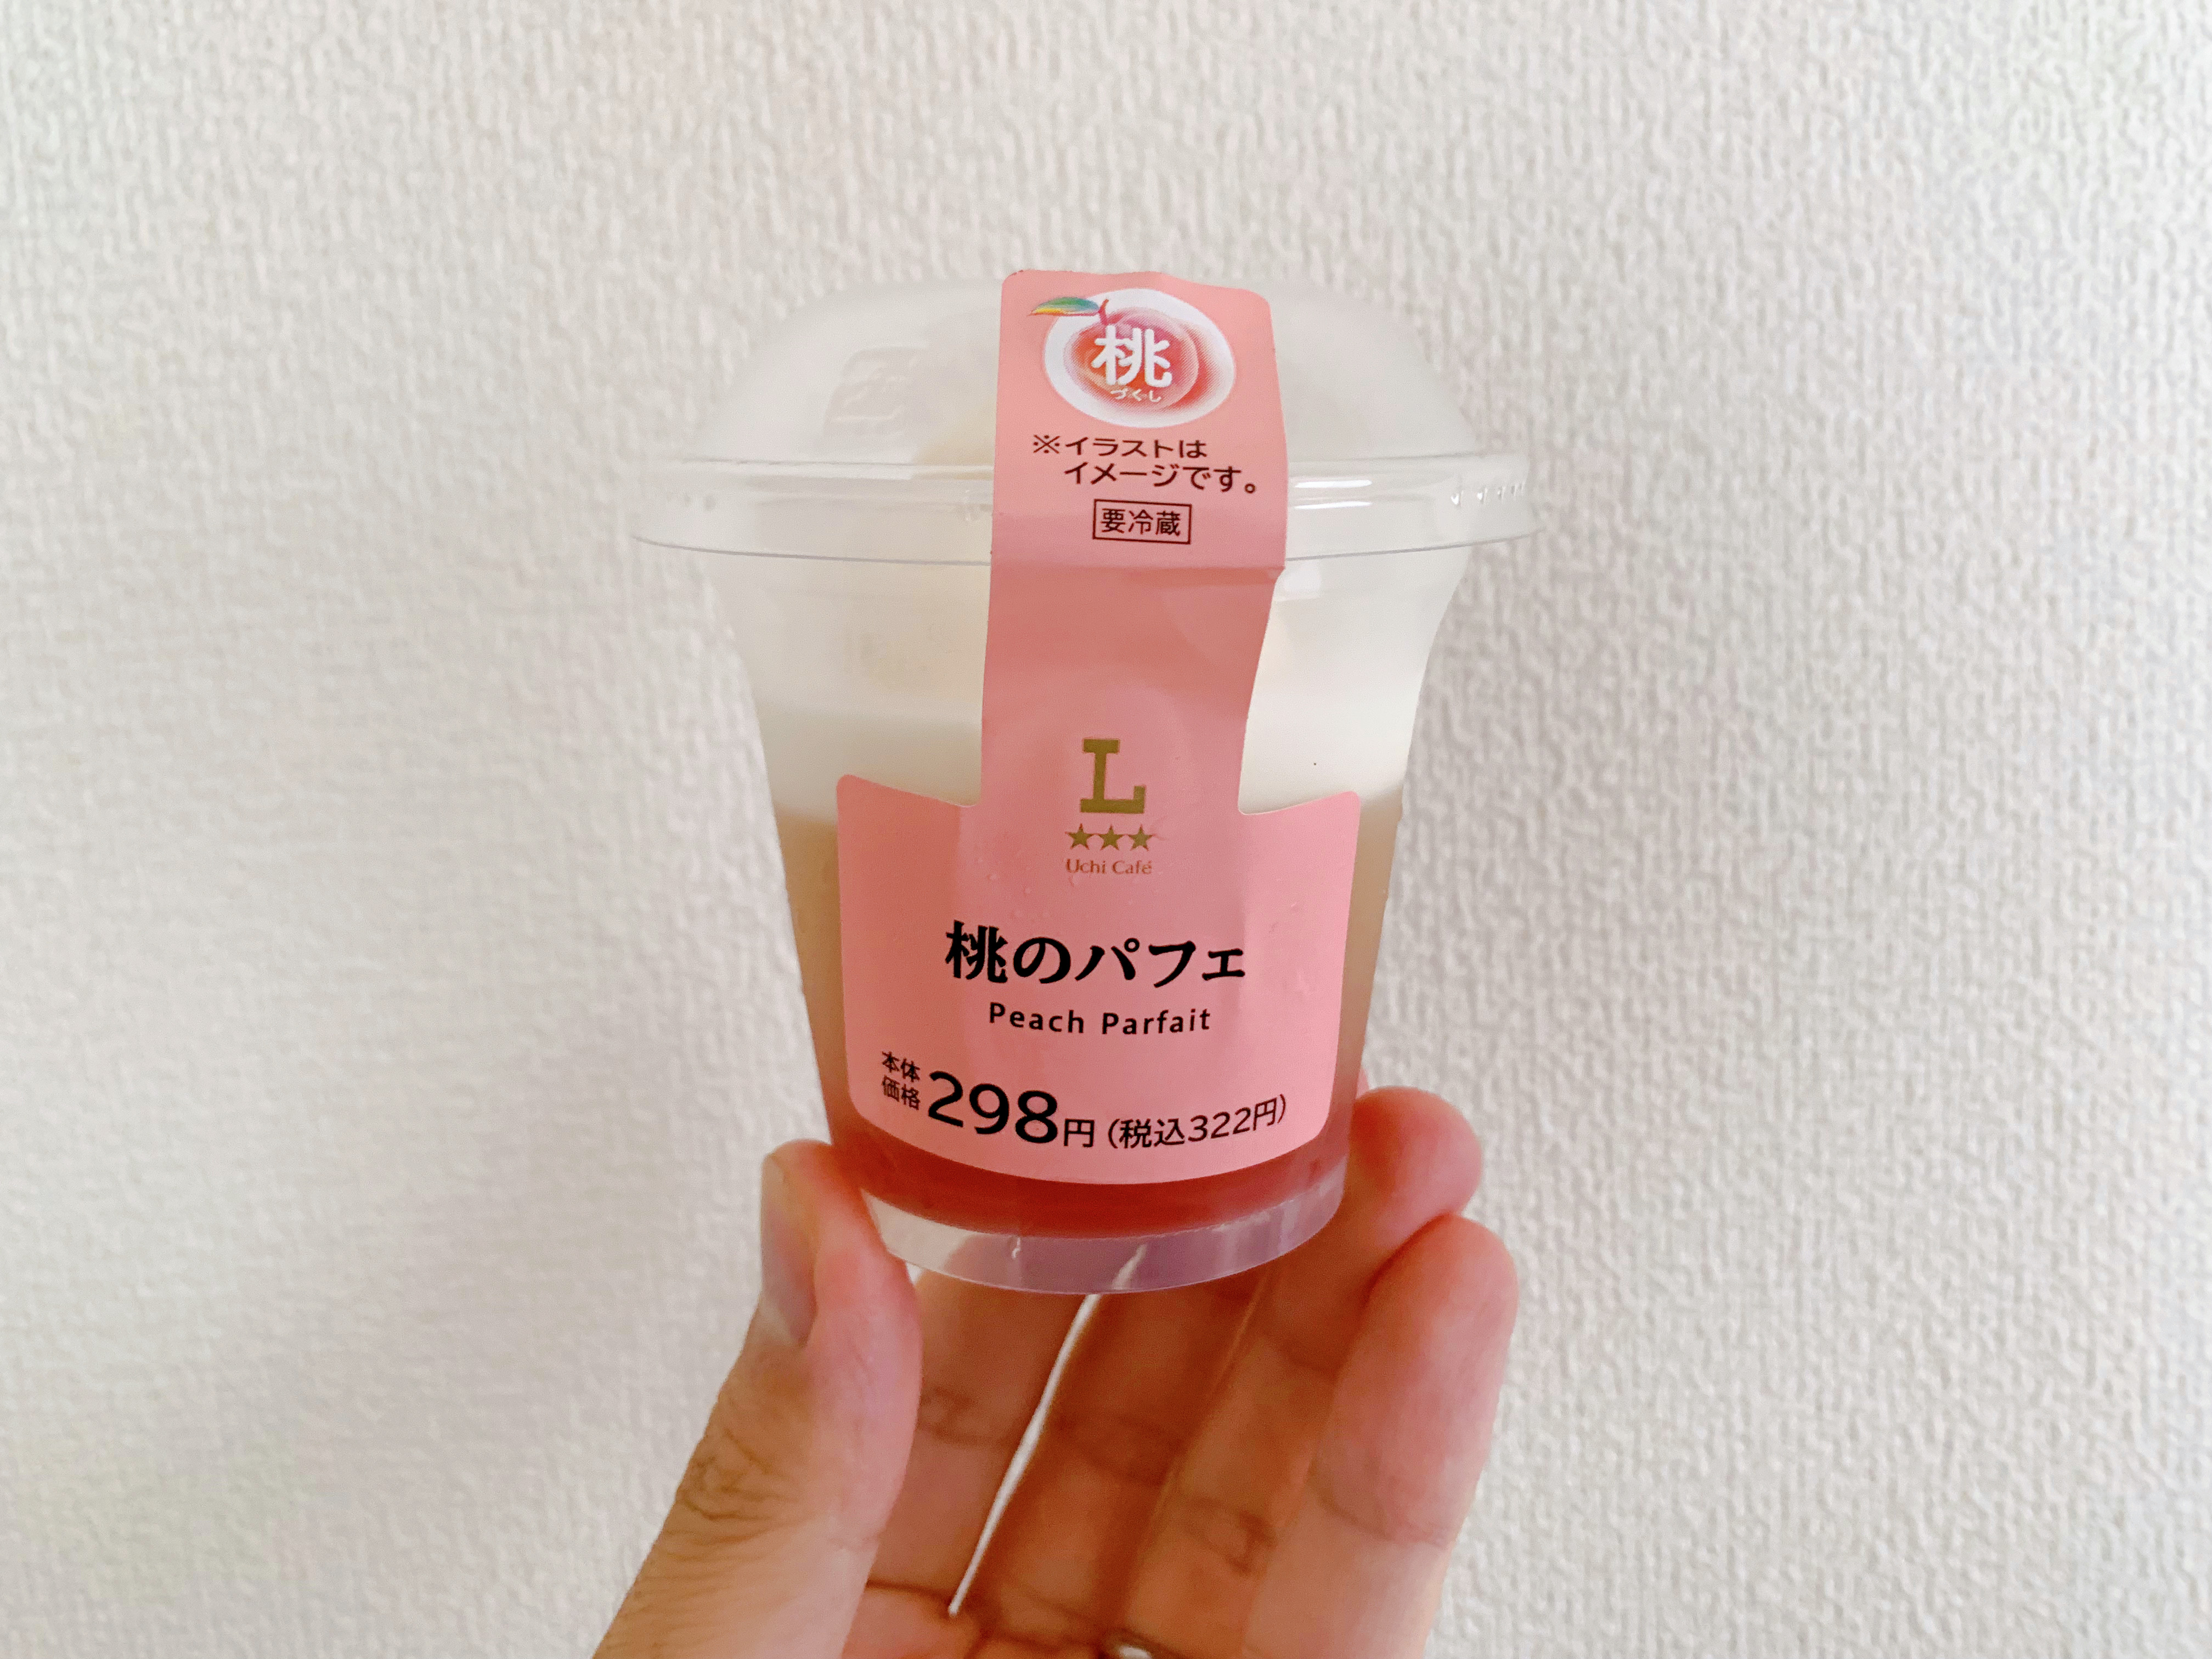 桃
づくし
※イラストは
イメージです。
要冷蔵
L
★★★
Uchi Café
桃のパフェ
Peach Parfait
本体
価格 298円 (税込322円)